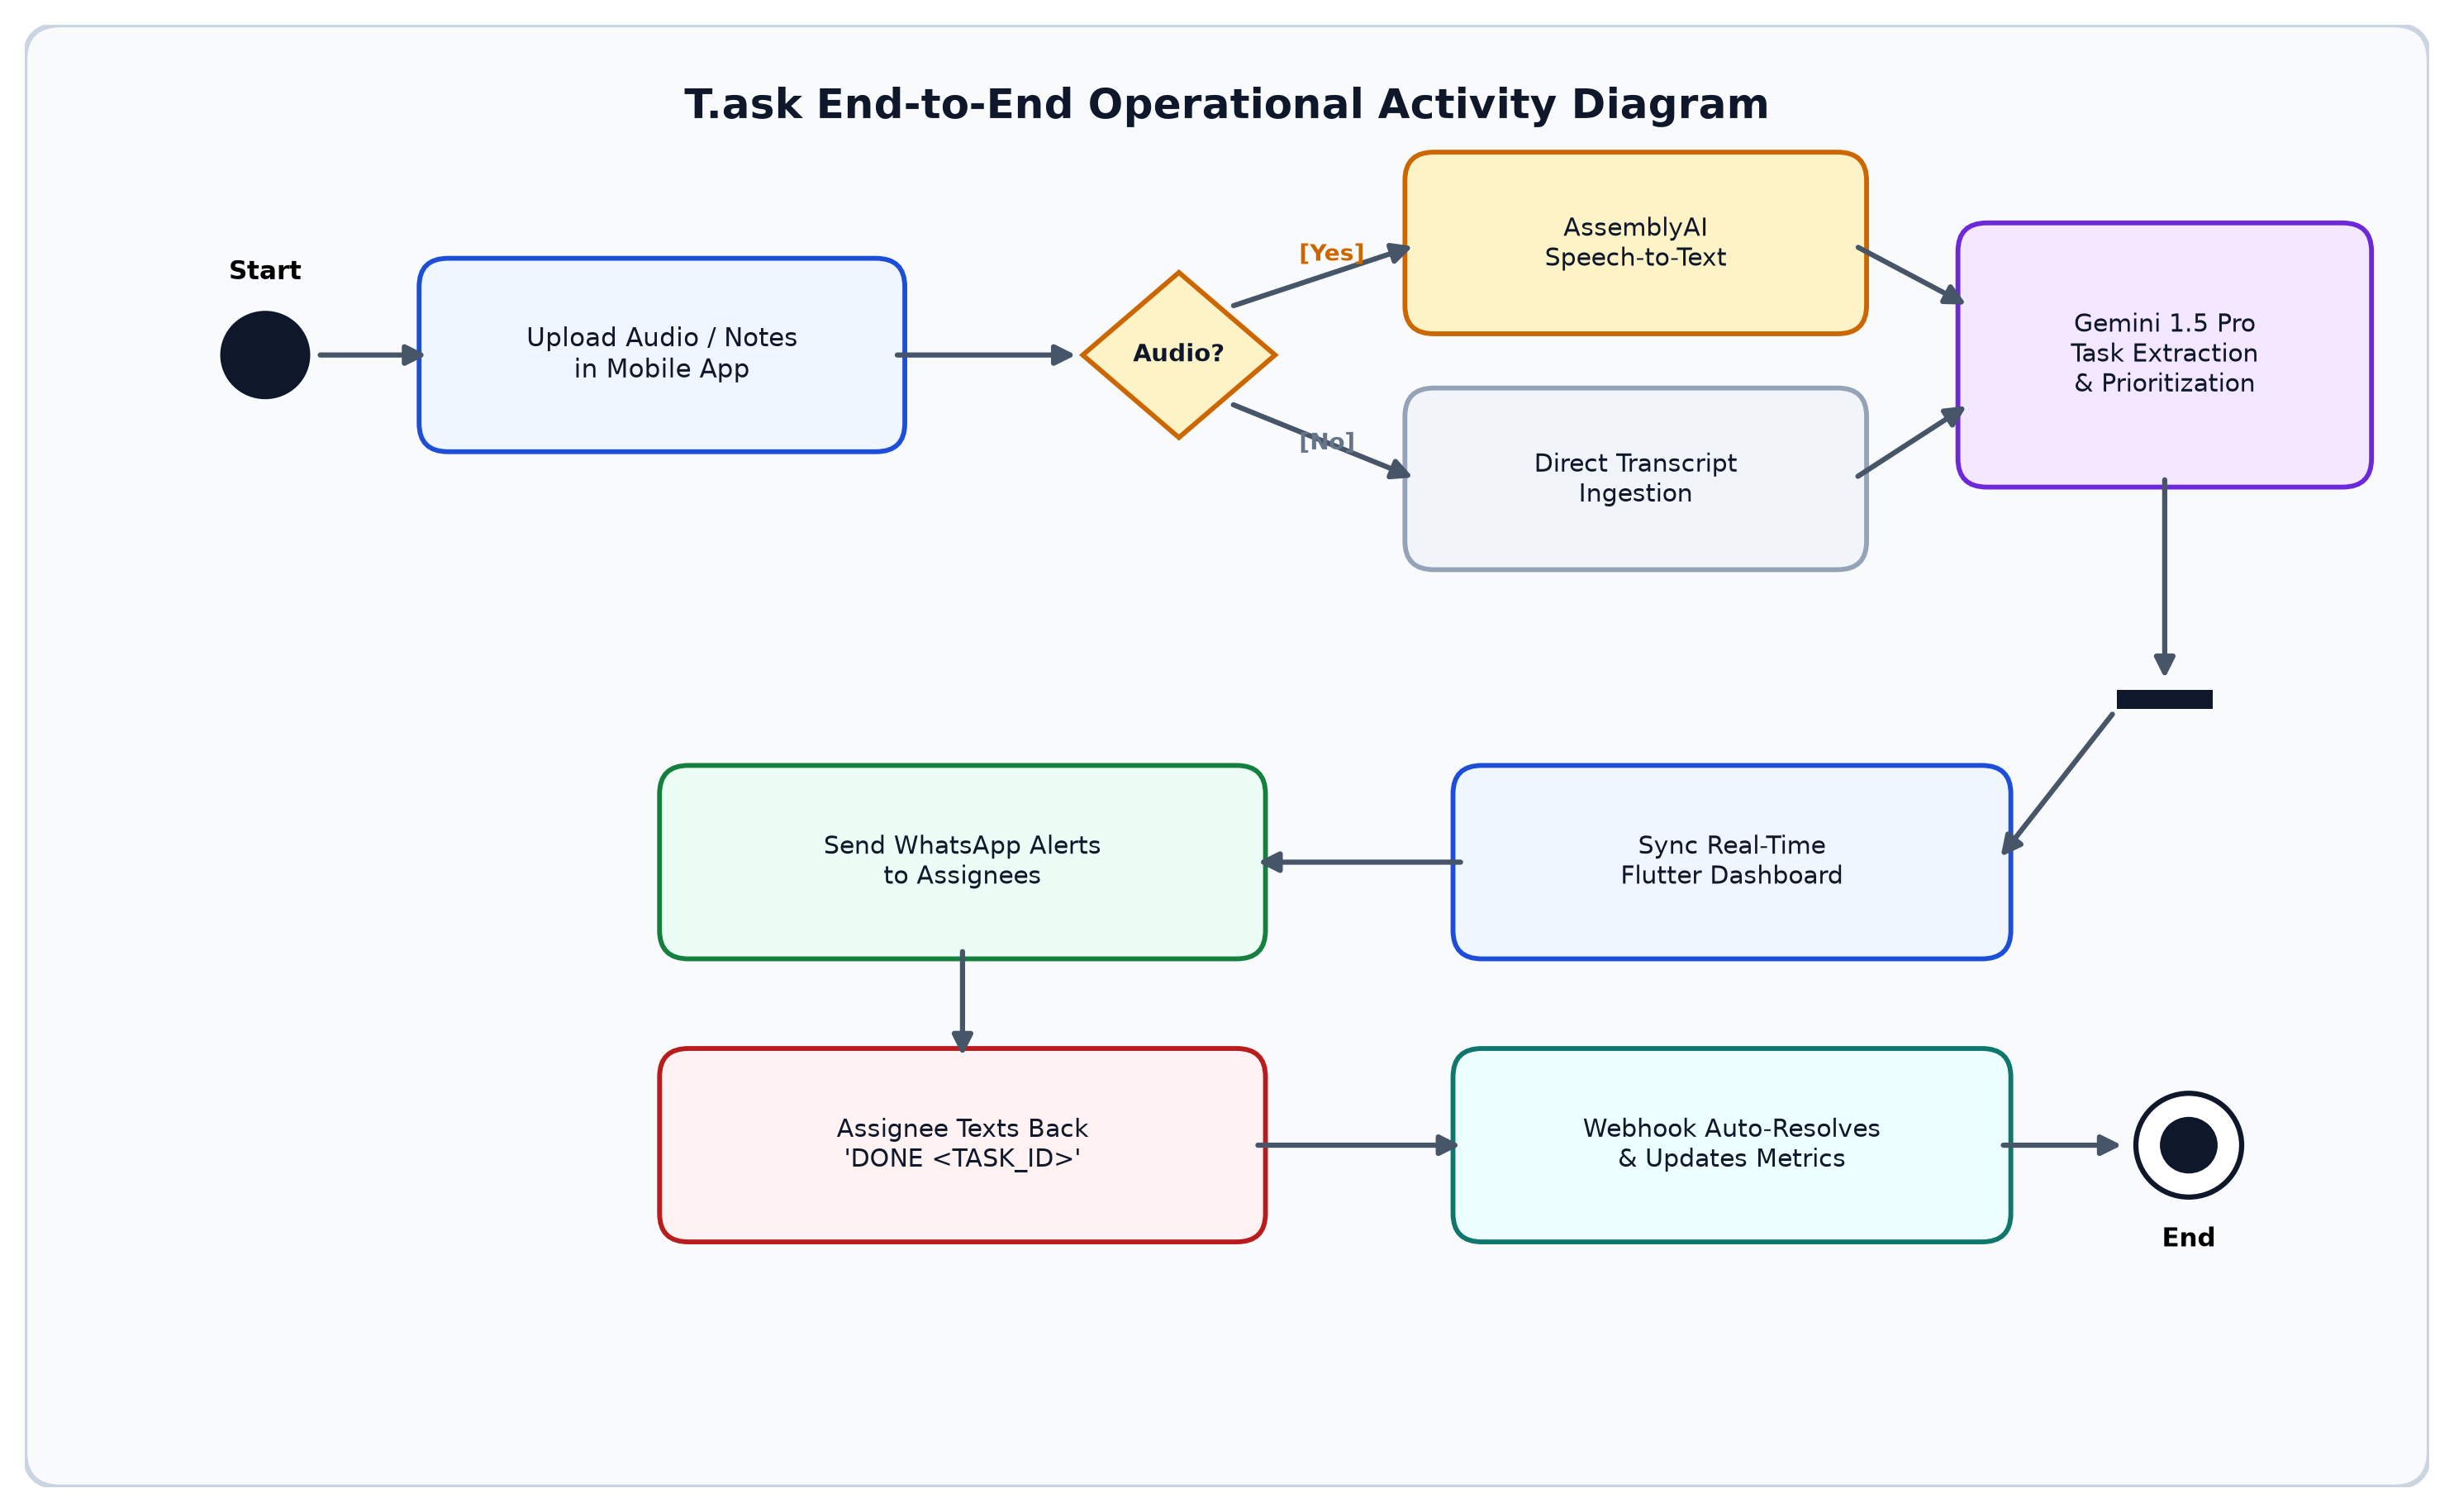 T.ask End-to-End Operational Activity Diagram
Start
Upload Audio / Notes
in Mobile App
Audio?
[Yes]
[No]
AssemblyAI
Speech-to-Text
Direct Transcript
Ingestion
Gemini 1.5 Pro
Task Extraction
& Prioritization
Sync Real-Time
Flutter Dashboard
Send WhatsApp Alerts
to Assignees
Assignee Texts Back
'DONE <TASK_ID>'
Webhook Auto-Resolves
& Updates Metrics
End